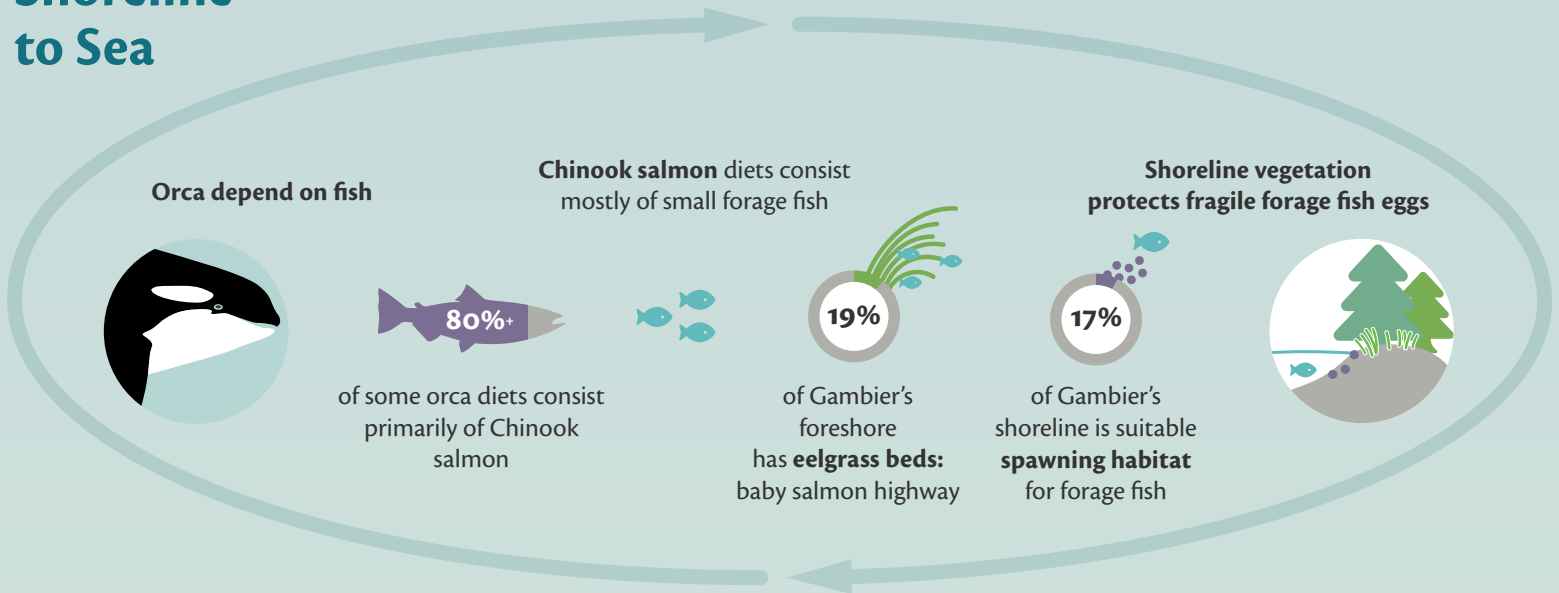 Shoreline
to Sea
Orca depend on fish
80%+
of some orca diets consist
primarily of Chinook
salmon
Chinook salmon diets consist
mostly of small forage fish
19%
of Gambier's
foreshore
has eelgrass beds:
baby salmon highway
17%
of Gambier's
shoreline is suitable
spawning habitat
for forage fish
Shoreline vegetation
protects fragile forage fish eggs